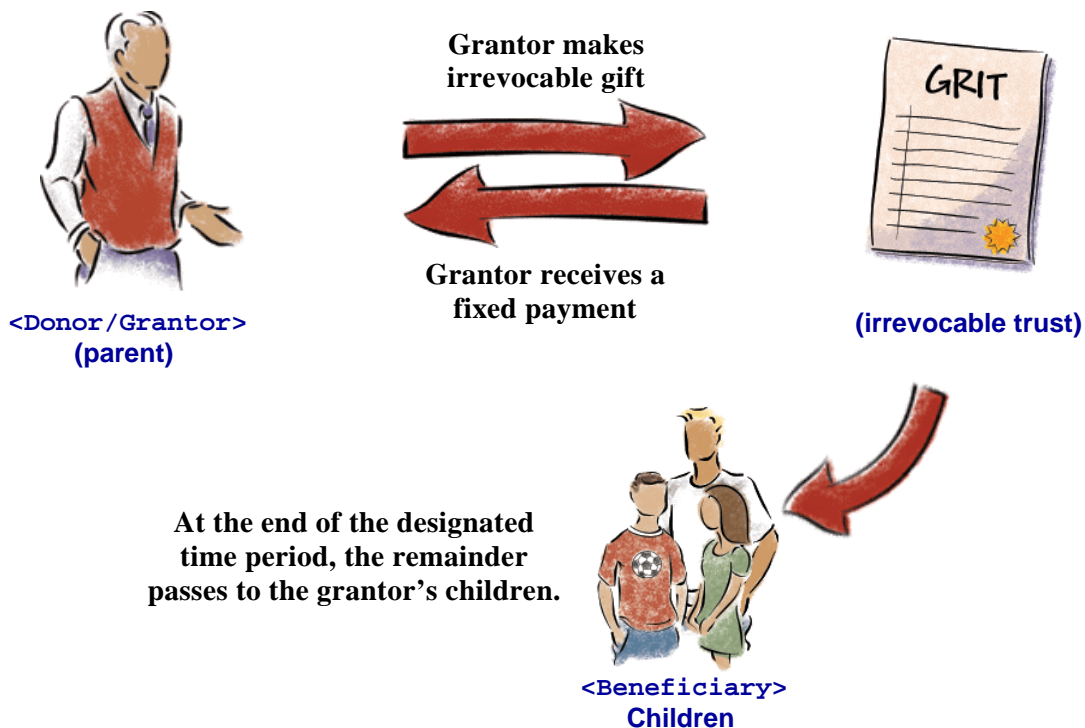 Grantor makes
irrevocable gift
GRIT
Grantor receives a
fixed payment
<Donor/Grantor>
(parent)
(irrevocable trust)
At the end of the designated
time period, the remainder
passes to the grantor’s children.
<Beneficiary>
Children